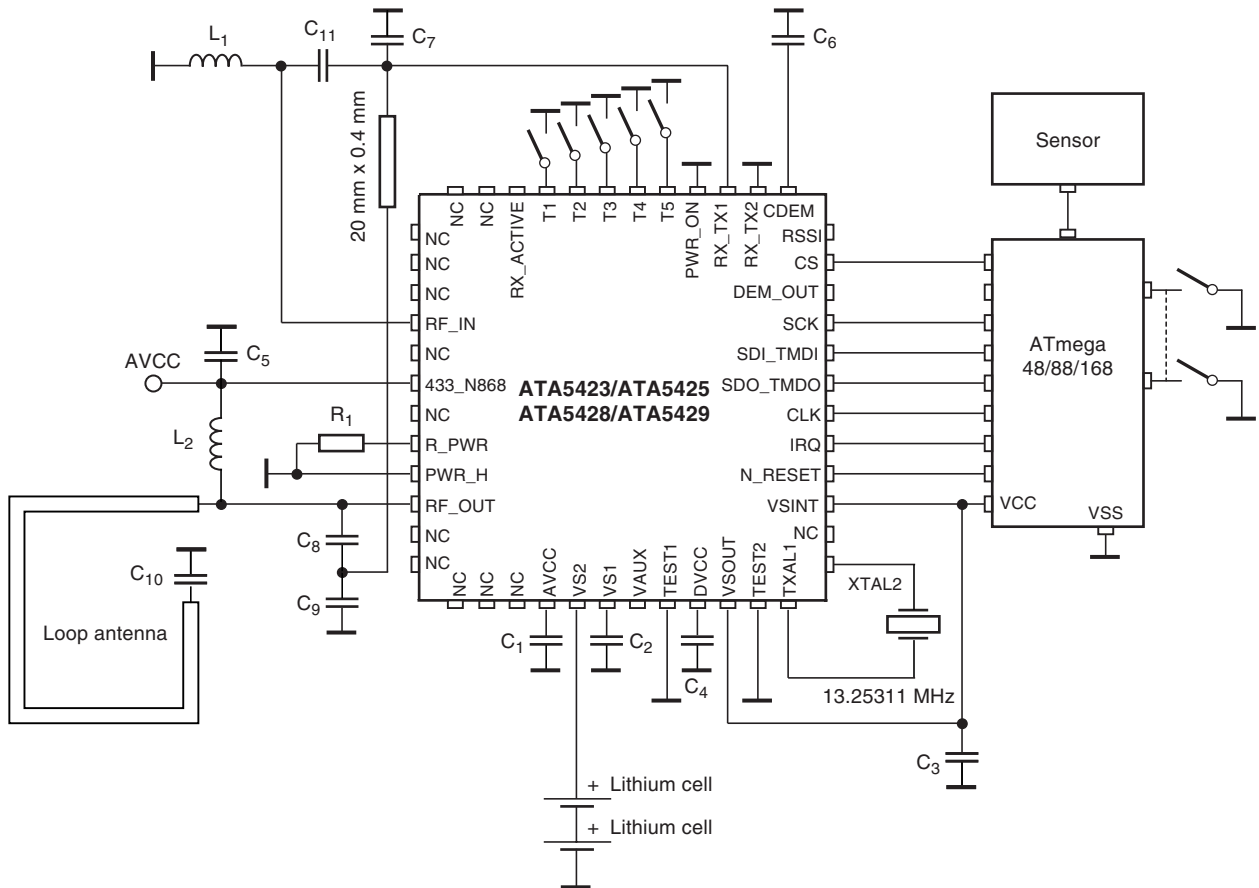 L1
C11
C7
C6
20 mm x 0.4 mm
Sensor
NC
NC
RX_ACTIVE
T1
T2
T3
T4
T5
PWR_ON
RX_TX1
RX_TX2
CDEM
NC
NC
NC
RF_IN
NC
433_N868
NC
R_PWR
PWR_H
RF_OUT
NC
NC
AVCC
C5
L2
R1
C8
C9
C10
Loop antenna
ATA5423/ATA5425
ATA5428/ATA5429
RSSI
CS
DEM_OUT
SCK
SDI_TMDI
SDO_TMDO
CLK
IRQ
N_RESET
VSINT
NC
XTAL2
ATmega
48/88/168
VCC
VSS
NC
NC
NC
AVCC
VS2
VS1
VAUX
TEST1
DVCC
VSOUT
TEST2
TXAL1
C1
C2
C4
13.25311 MHz
C3
+ Lithium cell
+ Lithium cell